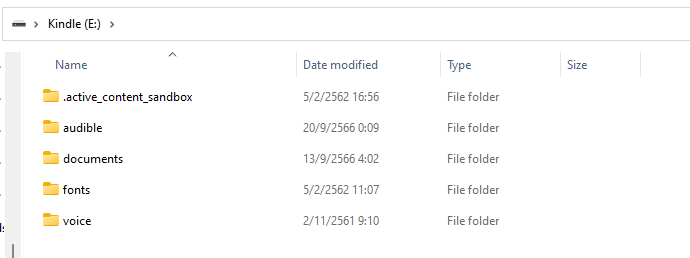 Kindle (E:)
Name Date modified Type Size
.active_content_sandbox 5/2/2562 16:56 File folder
audible 20/9/2566 0:09 File folder
documents 13/9/2566 4:02 File folder
fonts 5/2/2562 11:07 File folder
voice 2/11/2561 9:10 File folder